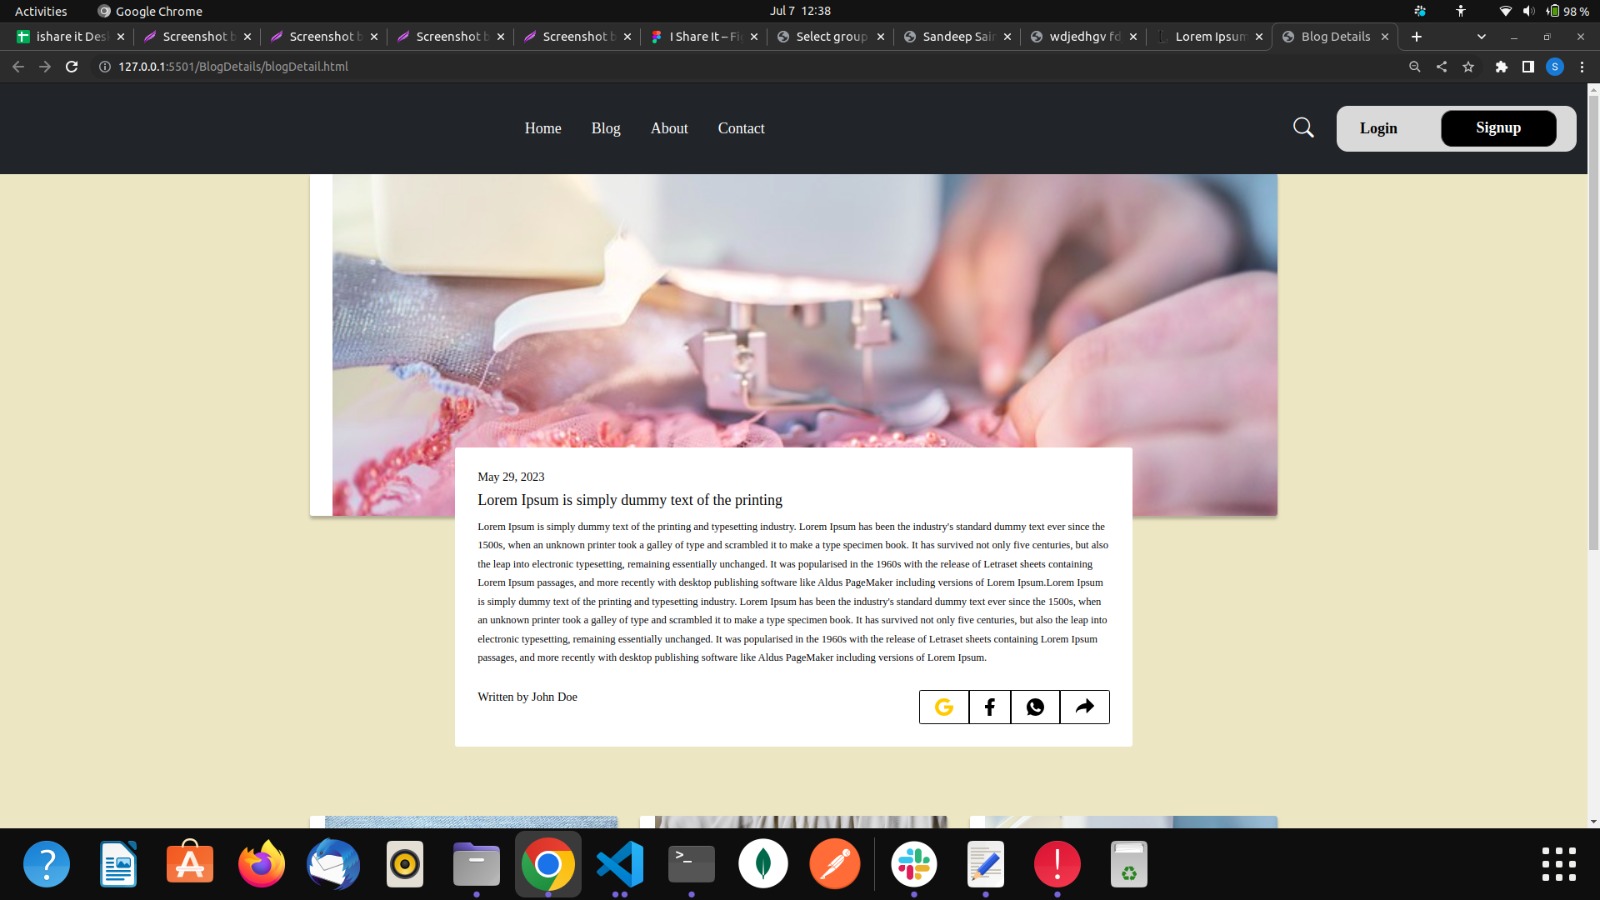 Activities Google Chrome Jul 7 12:38 98 %
ishare it Des Screenshot b Screenshot b Screenshot b Screenshot b I Share It – Fi Select group Sandeep Sai wdjedhgv fd Lorem Ipsum Blog Details
127.0.0.1:5501/BlogDetails/blogDetail.html S
Home Blog About Contact Login Signup
May 29, 2023
Lorem Ipsum is simply dummy text of the printing
Lorem Ipsum is simply dummy text of the printing and typesetting industry. Lorem Ipsum has been the industry's standard dummy text ever since the
1500s, when an unknown printer took a galley of type and scrambled it to make a type specimen book. It has survived not only five centuries, but also
the leap into electronic typesetting, remaining essentially unchanged. It was popularised in the 1960s with the release of Letraset sheets containing
Lorem Ipsum passages, and more recently with desktop publishing software like Aldus PageMaker including versions of Lorem Ipsum.Lorem Ipsum
is simply dummy text of the printing and typesetting industry. Lorem Ipsum has been the industry's standard dummy text ever since the 1500s, when
an unknown printer took a galley of type and scrambled it to make a type specimen book. It has survived not only five centuries, but also the leap into
electronic typesetting, remaining essentially unchanged. It was popularised in the 1960s with the release of Letraset sheets containing Lorem Ipsum
passages, and more recently with desktop publishing software like Aldus PageMaker including versions of Lorem Ipsum.
Written by John Doe